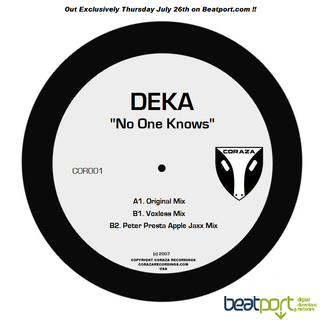 Out Exclusively Thursday July 26th on Beatport.com !!
DEKA
"No One Knows"
CORAZA
COR001
A1. Original Mix
B1. Voxless Mix
B2. Peter Presta Apple Jaxx Mix
(c) 2007
COPYRIGHT CORAZA RECORDINGS
CORAZARECORDINGS.COM
USA
beatport
digital
download
network